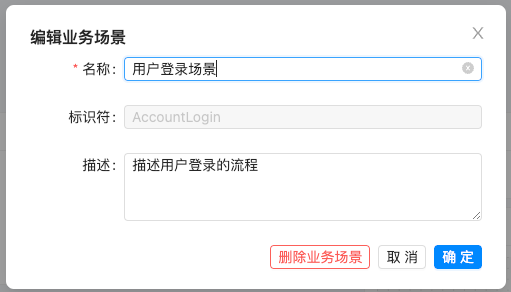 编辑业务场景
* 名称: 用户登录场景
标识符: AccountLogin
描述: 描述用户登录的流程
删除业务场景 取 消 确 定